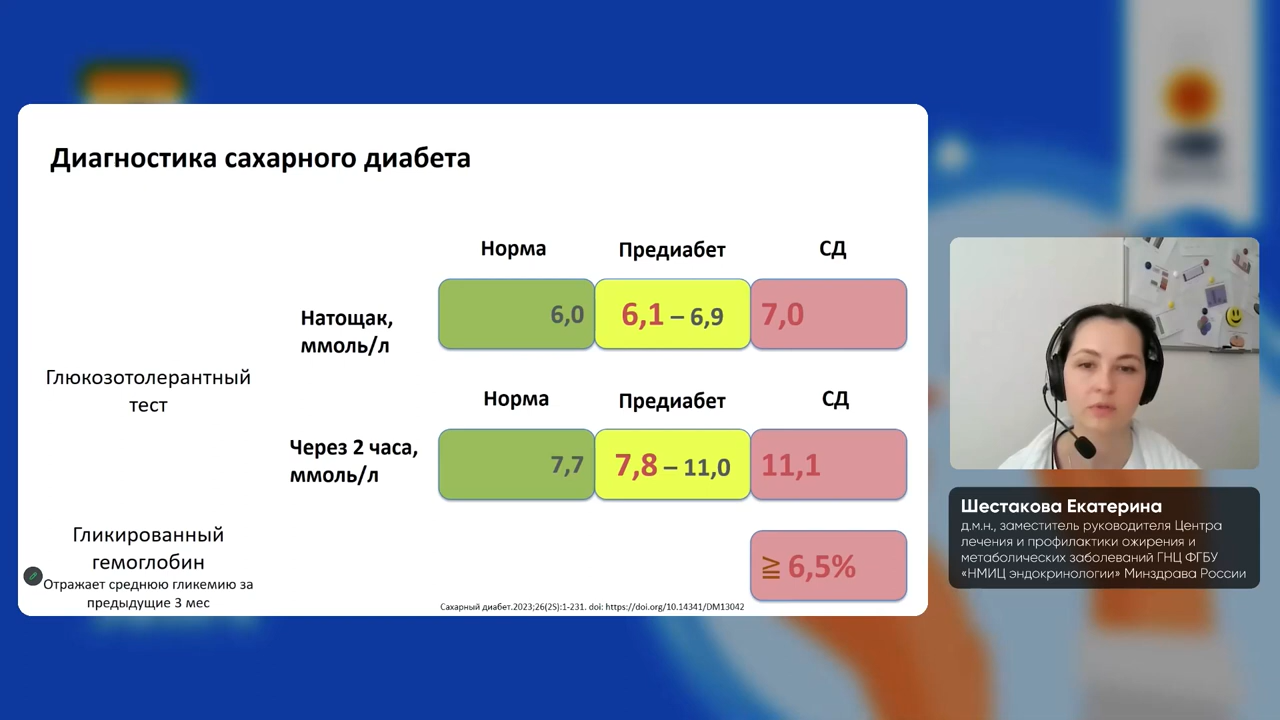 Диагностика сахарного диабета
Норма
Предиабет
СД
Натощак,
ммоль/л
6,0
6,1 – 6,9
7,0
Глюкозотолерантный
тест
Норма
Предиабет
СД
Через 2 часа,
ммоль/л
7,7
7,8 – 11,0
11,1
Гликированный
гемоглобин
Отражает среднюю гликемию за
предыдущие 3 мес
≧ 6,5%
Сахарный диабет.2023;26(25):1-231. doi: https://doi.org/10.14341/DM13042
Шестакова Екатерина
д.м.н., заместитель руководителя Центра
лечения и профилактики ожирения и
метаболических заболеваний ГНЦ ФГБУ
«НМИЦ эндокринологии» Минздрава России